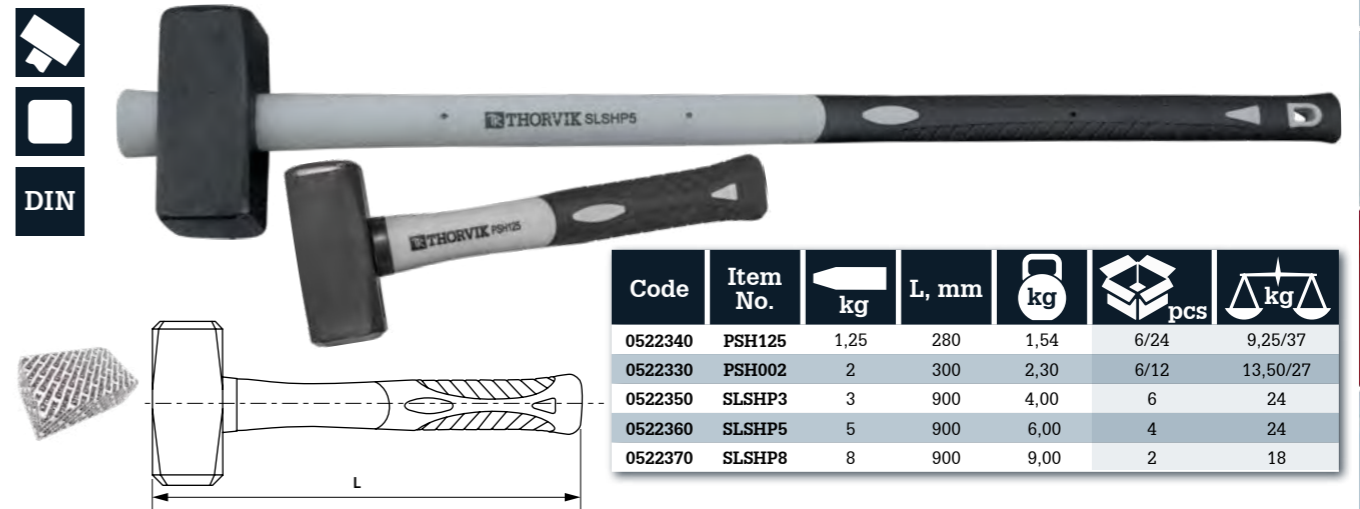 DIN
THORVIK SLSHP5
THORVIK PSH125
L
Code Item No. kg L, mm kg pcs kg
0522340 PSH125 1,25 280 1,54 6/24 9,25/37
0522330 PSH002 2 300 2,30 6/12 13,50/27
0522350 SLSHP3 3 900 4,00 6 24
0522360 SLSHP5 5 900 6,00 4 24
0522370 SLSHP8 8 900 9,00 2 18